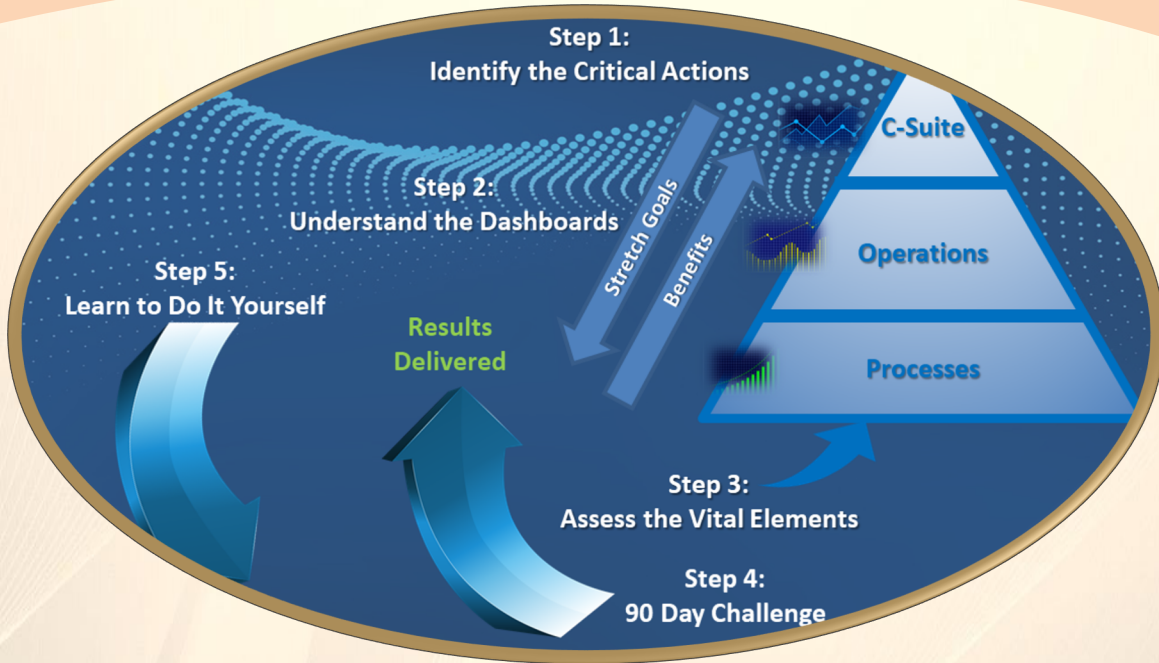 Step 1:
Identify the Critical Actions
C-Suite
Step 2:
Understand the Dashboards
Stretch Goals
Benefits
Operations
Step 5:
Learn to Do It Yourself
Results
Delivered
Processes
Step 3:
Assess the Vital Elements
Step 4:
90 Day Challenge